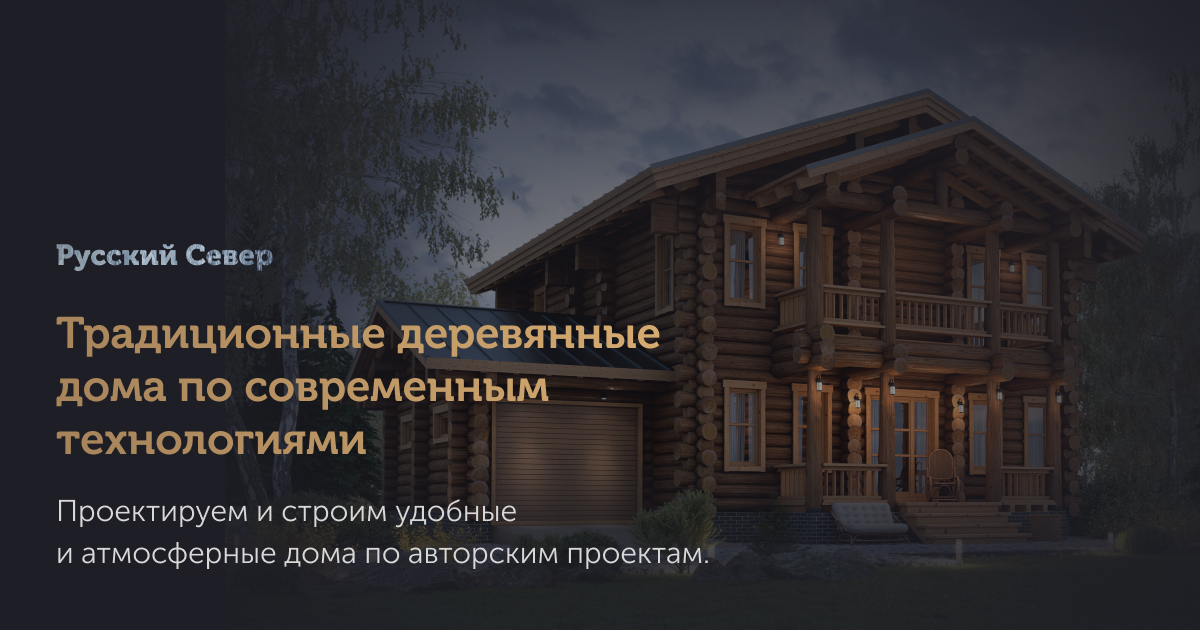 Русский Север
Традиционные деревянные
дома по современным
технологиями
Проектируем и строим удобные
и атмосферные дома по авторским проектам.